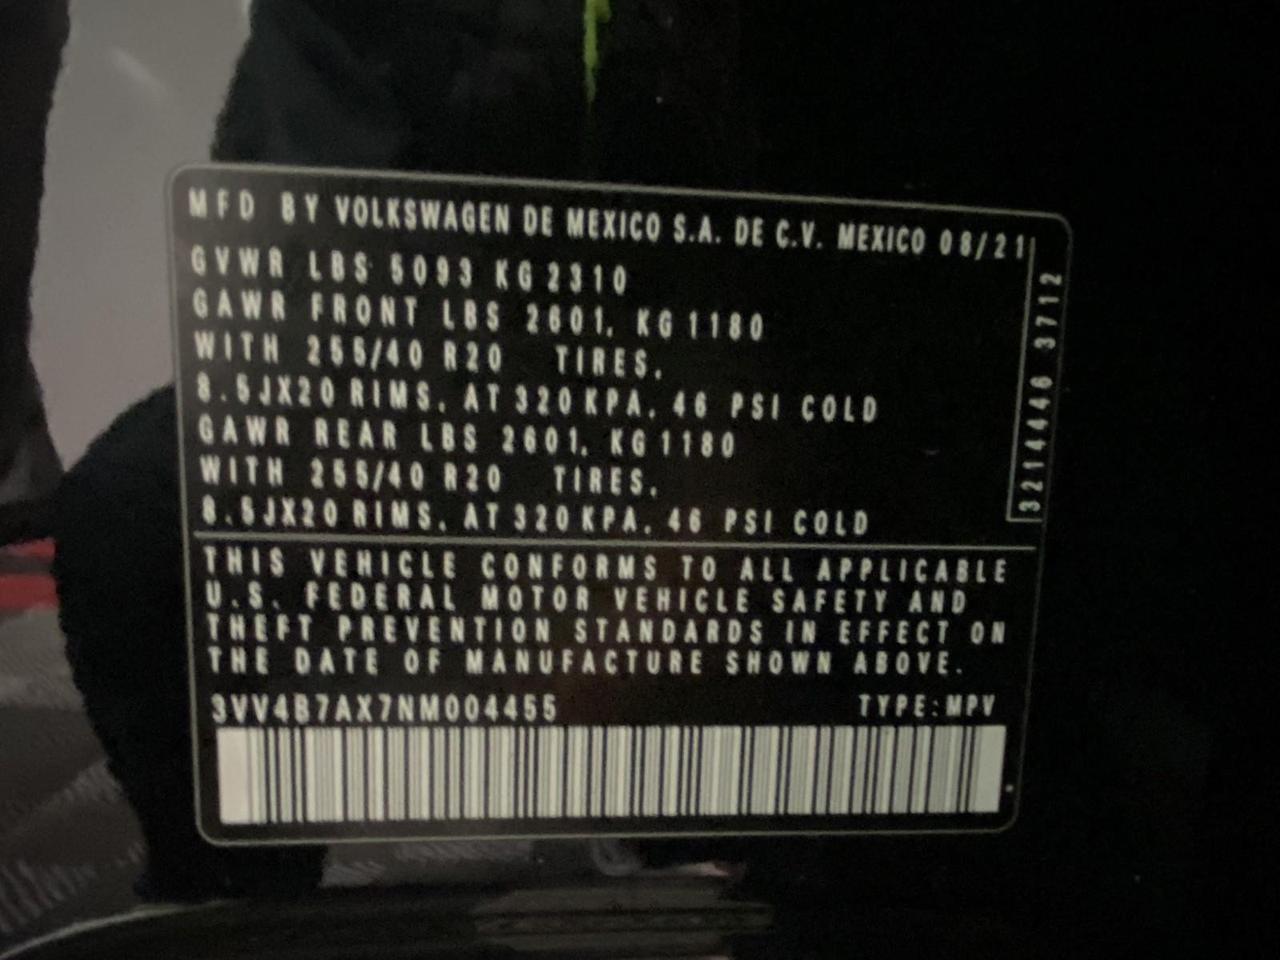 MFD BY VOLKSWAGEN DE MEXICO S.A. DE C.V. MEXICO 08/21
GVWR LBS 5093 KG 2310
GAWR FRONT LBS 2601, KG 1180
WITH 255/40 R20 TIRES,
8.5JX20 RIMS, AT 320 KPA, 46 PSI COLD
GAWR REAR LBS 2601, KG 1180
WITH 255/40 R20 TIRES,
8.5JX20 RIMS, AT 320 KPA, 46 PSI COLD
3214446 3712
THIS VEHICLE CONFORMS TO ALL APPLICABLE
U.S. FEDERAL MOTOR VEHICLE SAFETY AND
THEFT PREVENTION STANDARDS IN EFFECT ON
THE DATE OF MANUFACTURE SHOWN ABOVE.
3VV4B7AX7NM004455 TYPE:MPV